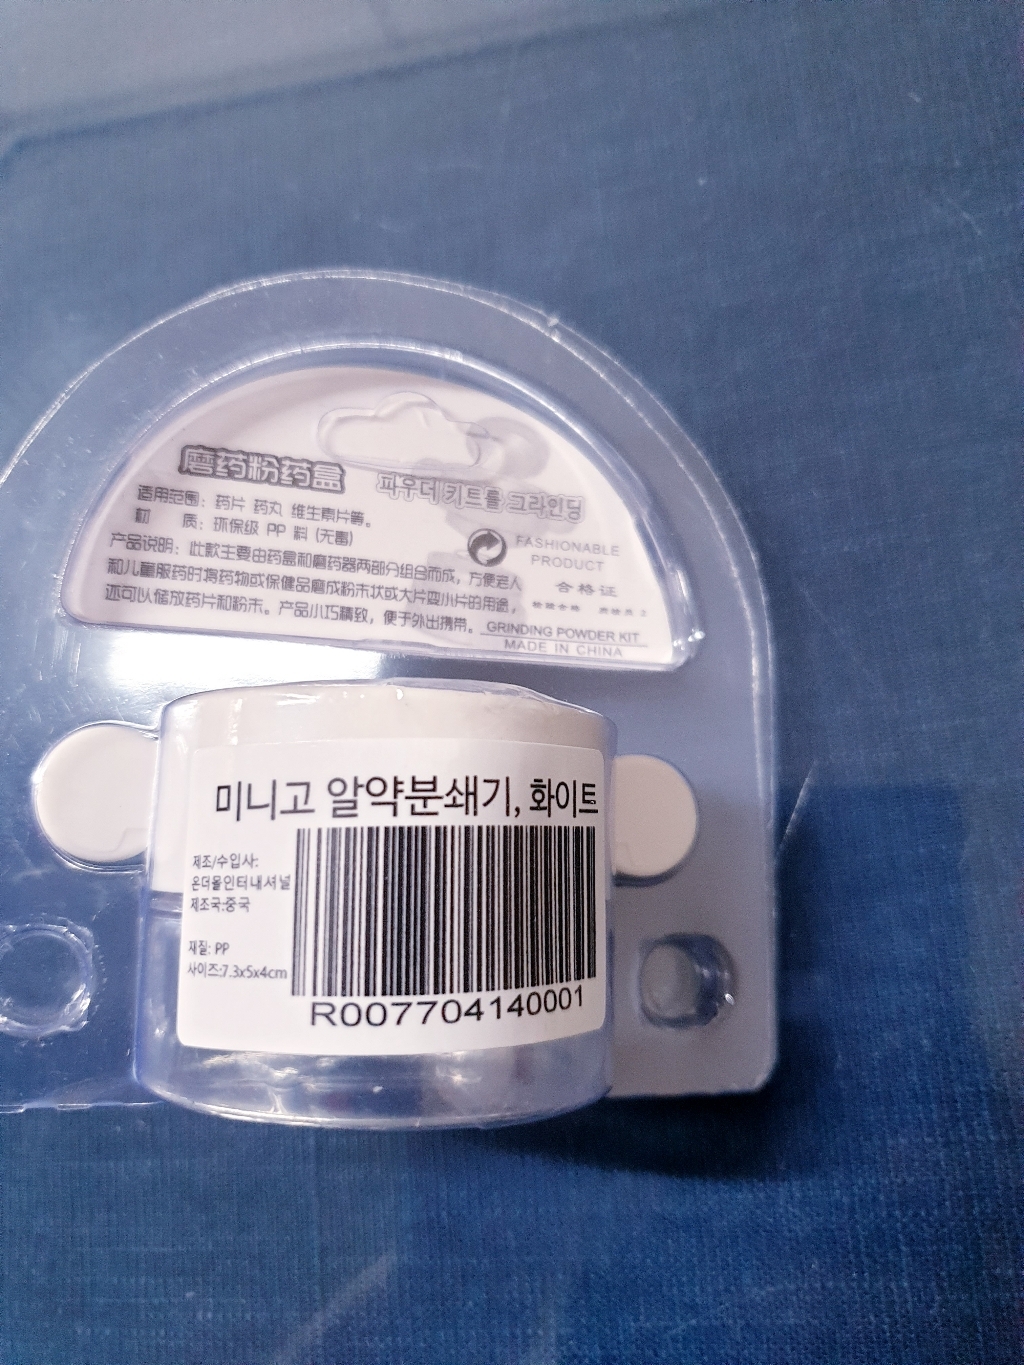 磨药粉药盒
파우더 키트를 그라인딩
适用范围: 药片 药丸 维生素片等。
材 质: 环保级 PP 料 (无毒)
产品说明: 此款主要由药盒和磨药器两部分组合而成, 方便老人
和儿童服药时将药物或保健品磨成粉末状或大片变小片的用途,
还可以储放药片和粉末。产品小巧精致, 便于外出携带。
FASHIONABLE
PRODUCT
合格证
GRINDING POWDER KIT
MADE IN CHINA
미니고 알약분쇄기, 화이트
제조/수입사:
온더몰인터내셔널
제조국:중국
재질: PP
사이즈:7.3x5x4cm
R007704140001